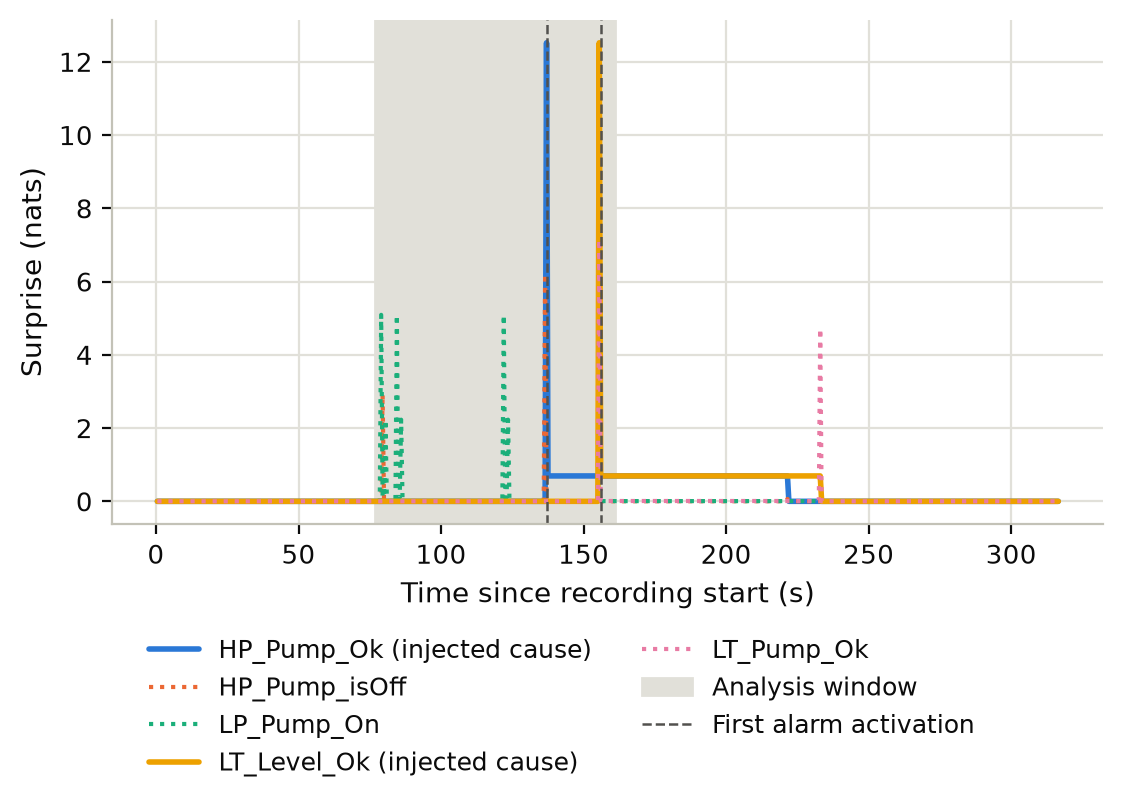 12
10
8
6
4
2
0
Surprise (nats)
0 50 100 150 200 250 300
Time since recording start (s)
HP_Pump_Ok (injected cause)
HP_Pump_isOff
LP_Pump_On
LT_Level_Ok (injected cause)
LT_Pump_Ok
Analysis window
First alarm activation